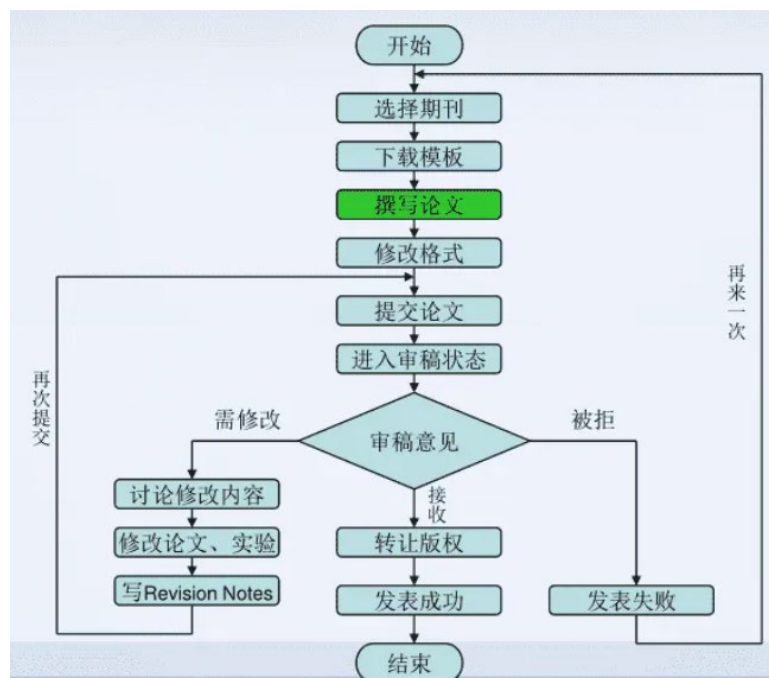 开始
选择期刊
下载模板
撰写论文
修改格式
提交论文
进入审稿状态
审稿意见
需修改
被拒
接收
讨论修改内容
修改论文、实验
写Revision Notes
再次提交
转让版权
发表成功
发表失败
再来一次
结束